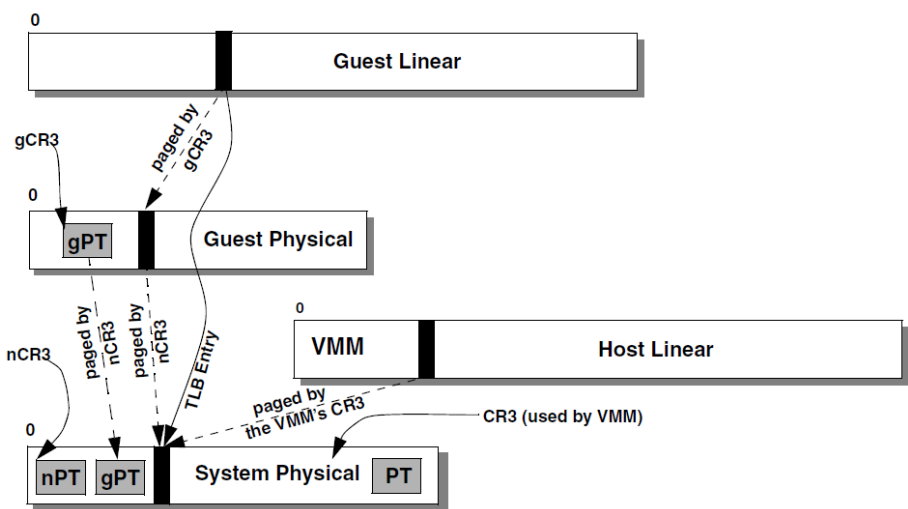 0
Guest Linear
paged by
gCR3
gCR3
0
gPT
Guest Physical
paged by
nCR3
paged by
nCR3
TLB Entry
0
VMM
Host Linear
nCR3
paged by
the VMM's CR3
CR3 (used by VMM)
0
nPT
gPT
System Physical
PT